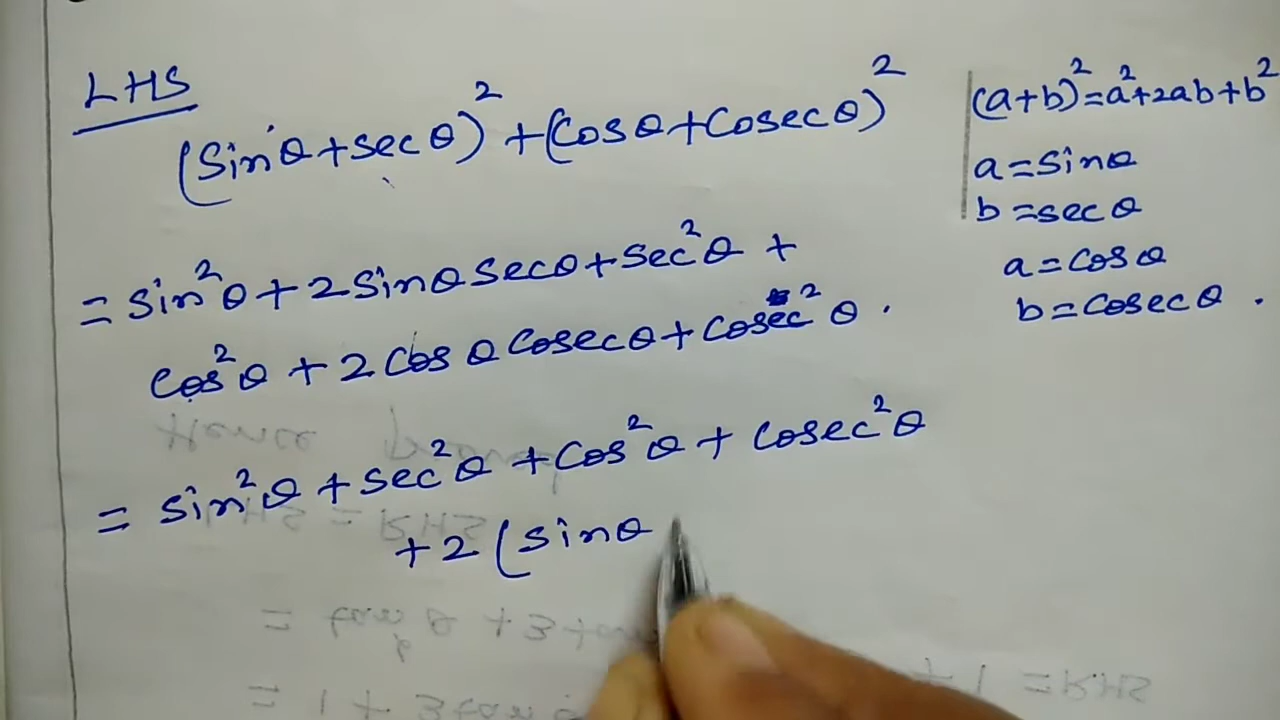 LHS
(sinθ+secθ)²+(cosθ+cosecθ)²
=sin²θ+2sinθsecθ+sec²θ+
cos²θ+2cosθcosecθ+cosec²θ.
=sin²θ+sec²θ+cos²θ+cosec²θ
+2(sinθ
(a+b)²=a²+2ab+b²
a=sinθ
b=secθ
a=cosθ
b=cosecθ.